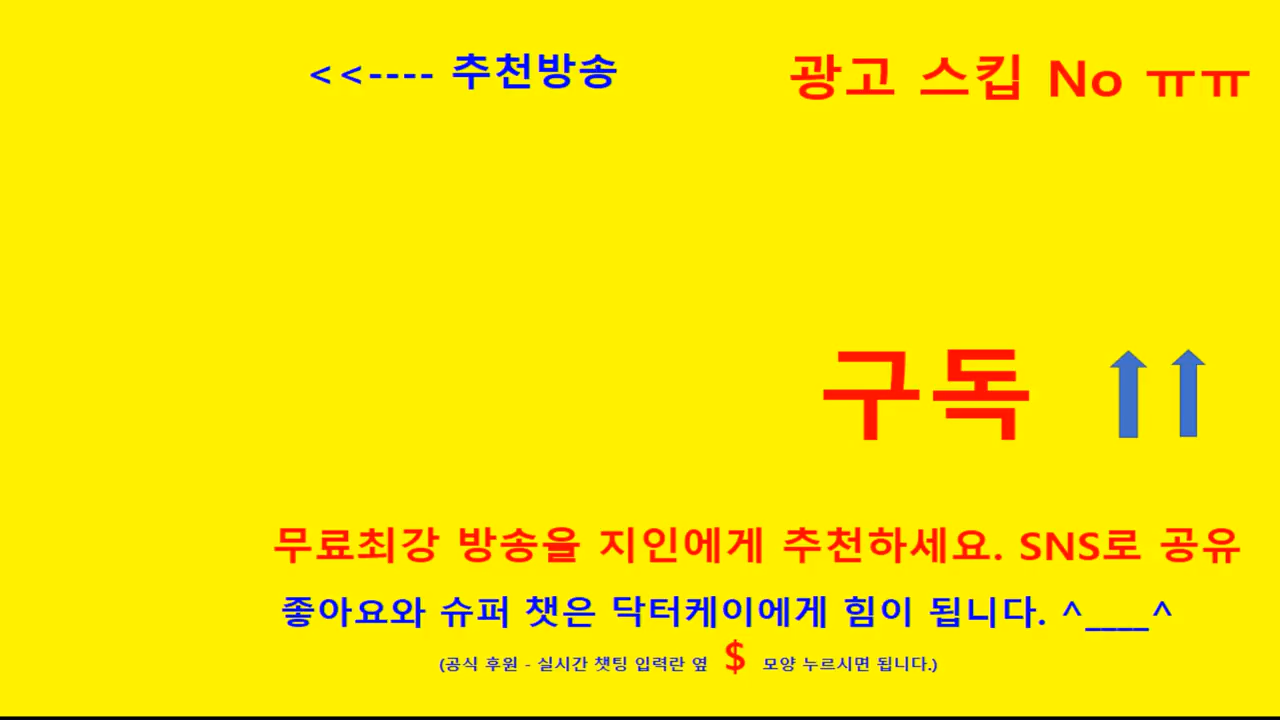 <<---- 추천방송
광고 스킵 No ㅠㅠ
구독
무료최강 방송을 지인에게 추천하세요. SNS로 공유
좋아요와 슈퍼 챗은 닥터케이에게 힘이 됩니다. ^____^
(공식 후원 - 실시간 챗팅 입력란 옆 $ 모양 누르시면 됩니다.)